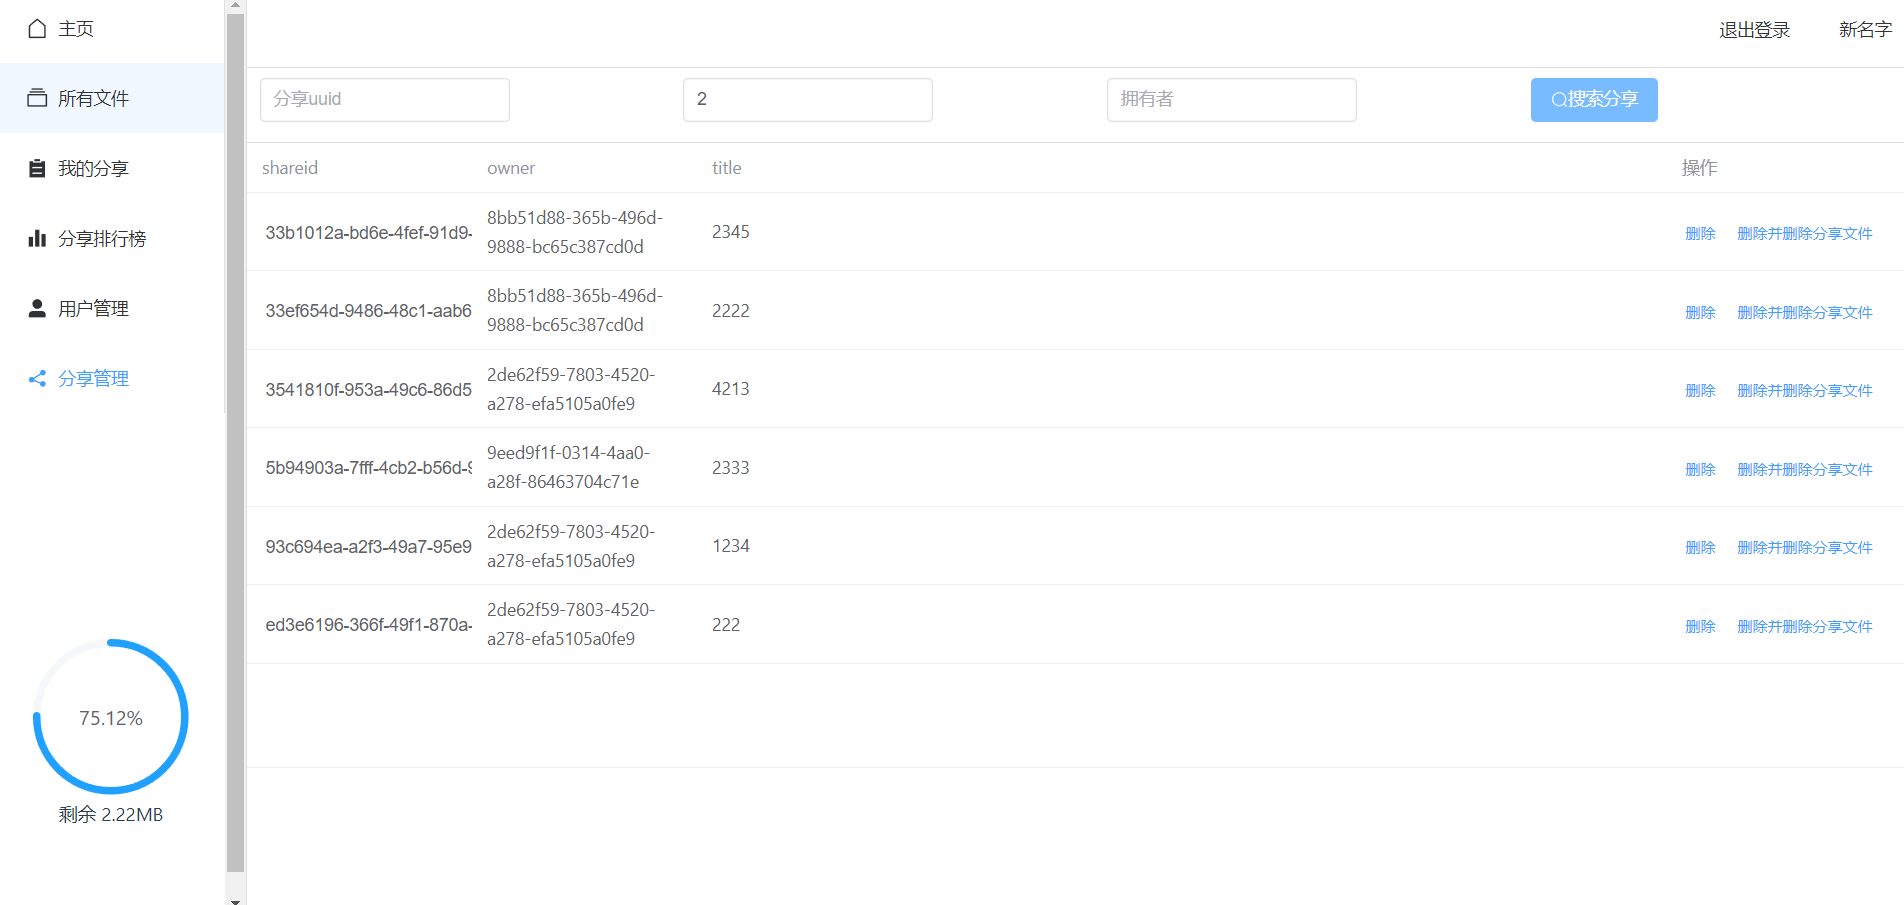 主页
所有文件
我的分享
分享排行榜
用户管理
分享管理
75.12%
剩余 2.22MB
退出登录 新名字
分享uuid 2 拥有者 搜索分享
shareid owner title 操作
33b1012a-bd6e-4fef-91d9- 8bb51d88-365b-496d-9888-bc65c387cd0d 2345 删除 删除并删除分享文件
33ef654d-9486-48c1-aab6 8bb51d88-365b-496d-9888-bc65c387cd0d 2222 删除 删除并删除分享文件
3541810f-953a-49c6-86d5 2de62f59-7803-4520-a278-efa5105a0fe9 4213 删除 删除并删除分享文件
5b94903a-7fff-4cb2-b56d-9 9eed9f1f-0314-4aa0-a28f-86463704c71e 2333 删除 删除并删除分享文件
93c694ea-a2f3-49a7-95e9 2de62f59-7803-4520-a278-efa5105a0fe9 1234 删除 删除并删除分享文件
ed3e6196-366f-49f1-870a- 2de62f59-7803-4520-a278-efa5105a0fe9 222 删除 删除并删除分享文件